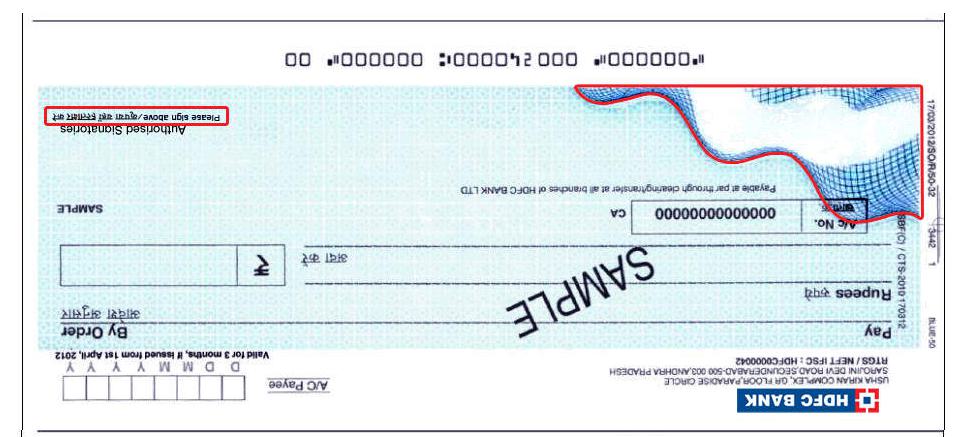 HDFC BANK
USHA KIRAN COMPLEX, GR FLOOR,PARADISE CIRCLE
SAROJINI DEVI ROAD,SECUNDERABAD-500 003,ANDHRA PRADESH
RTGS / NEFT IFSC : HDFC0000042
A/C Payee
D D M M Y Y Y Y
Valid for 3 months, if issued from 1st April, 2012
Pay
By Order
आदेश अनुसार
Rupees रुपये
अदा करें
₹
SAMPLE
A/c No.
00000000000000
CA
SAMPLE
Payable at par through clearing/transfer at all branches of HDFC BANK LTD
Authorised Signatories
Please sign above/कृपया यहाँ हस्ताक्षर करें
⑈000000⑈ 000240000⑆ 000000⑈ 00
BLUE-50
SBF(C) / CTS-2010 170312
3442 1
17/03/2012/SO/R/50-32